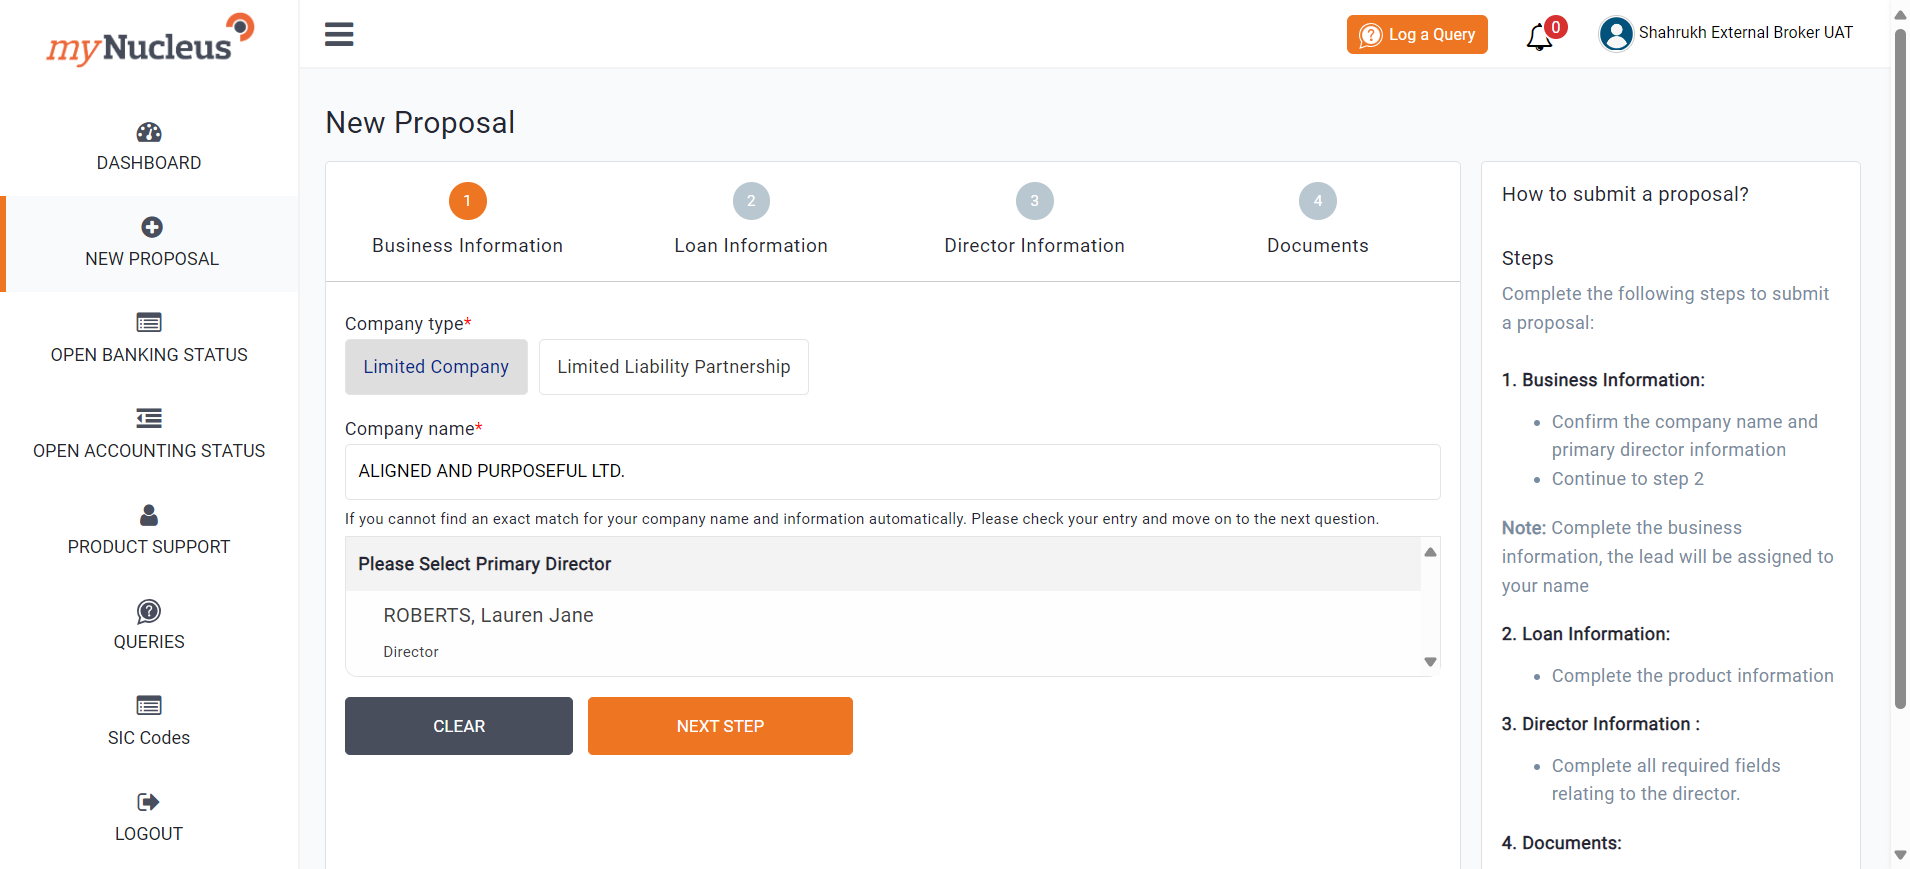 myNucleus
DASHBOARD
NEW PROPOSAL
OPEN BANKING STATUS
OPEN ACCOUNTING STATUS
PRODUCT SUPPORT
QUERIES
SIC Codes
LOGOUT
Log a Query
0
Shahrukh External Broker UAT
New Proposal
1
Business Information
2
Loan Information
3
Director Information
4
Documents
Company type*
Limited Company
Limited Liability Partnership
Company name*
ALIGNED AND PURPOSEFUL LTD.
If you cannot find an exact match for your company name and information automatically. Please check your entry and move on to the next question.
Please Select Primary Director
ROBERTS, Lauren Jane
Director
CLEAR
NEXT STEP
How to submit a proposal?
Steps
Complete the following steps to submit
a proposal:
1. Business Information:
• Confirm the company name and
primary director information
• Continue to step 2
Note: Complete the business
information, the lead will be assigned to
your name
2. Loan Information:
• Complete the product information
3. Director Information :
• Complete all required fields
relating to the director.
4. Documents: